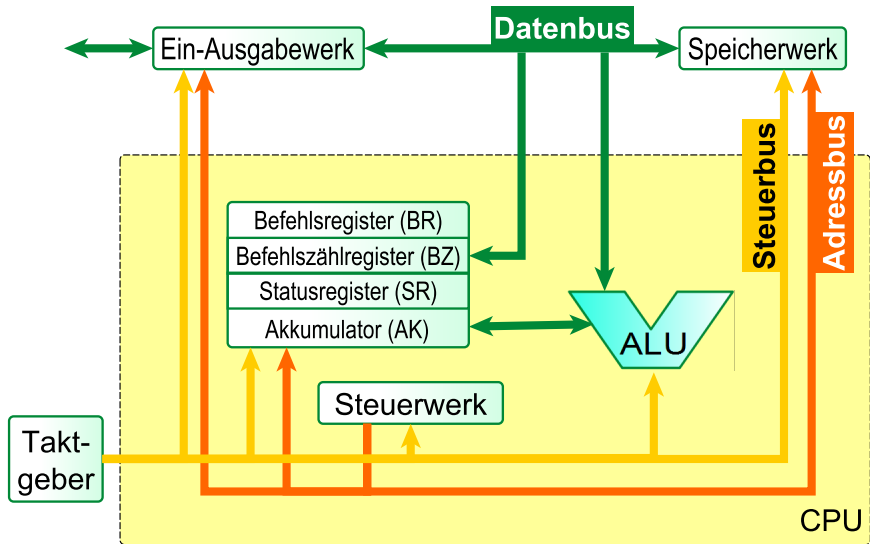 Datenbus
Ein-Ausgabewerk
Speicherwerk
Steuerbus
Adressbus
Befehlsregister (BR)
Befehlszählregister (BZ)
Statusregister (SR)
Akkumulator (AK)
ALU
Steuerwerk
Takt-
geber
CPU